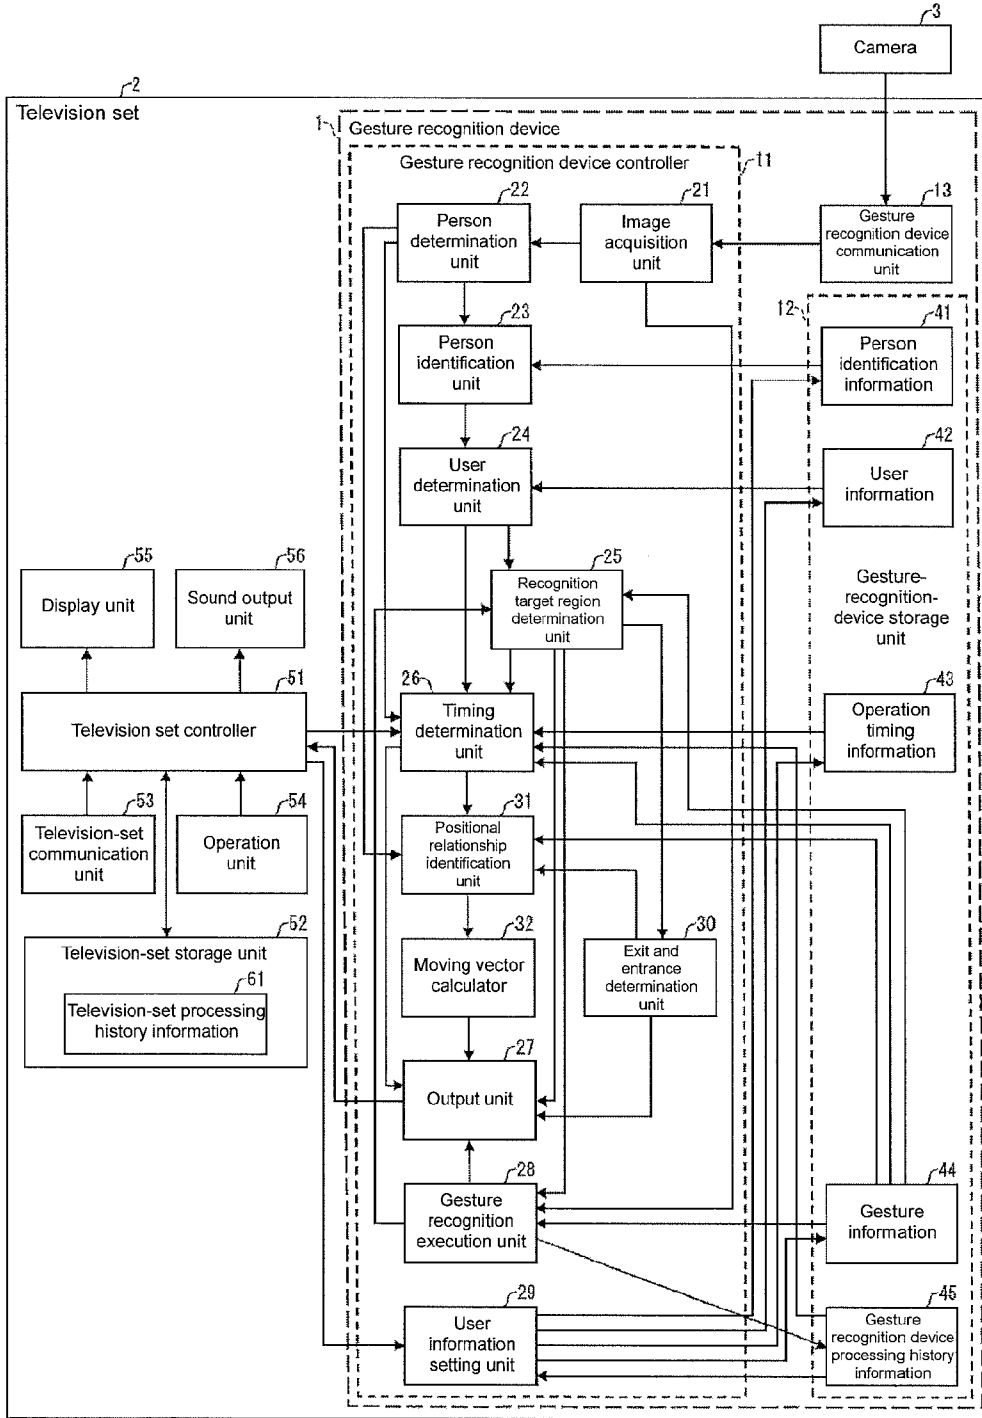 3
Camera
2
Television set
1
Gesture recognition device
11
Gesture recognition device controller
22
Person
determination
unit
21
Image
acquisition
unit
13
Gesture
recognition device
communication
unit
12
23
Person
identification
unit
41
Person
identification
information
24
User
determination
unit
42
User
information
25
Recognition
target region
determination
unit
Gesture-
recognition-
device storage
unit
55
Display unit
56
Sound output
unit
51
Television set controller
26
Timing
determination
unit
43
Operation
timing
information
53
Television-set
communication
unit
54
Operation
unit
31
Positional
relationship
identification
unit
52
Television-set storage unit
61
Television-set processing
history information
32
Moving vector
calculator
30
Exit and
entrance
determination
unit
27
Output unit
28
Gesture
recognition
execution unit
44
Gesture
information
29
User
information
setting unit
45
Gesture
recognition device
processing history
information